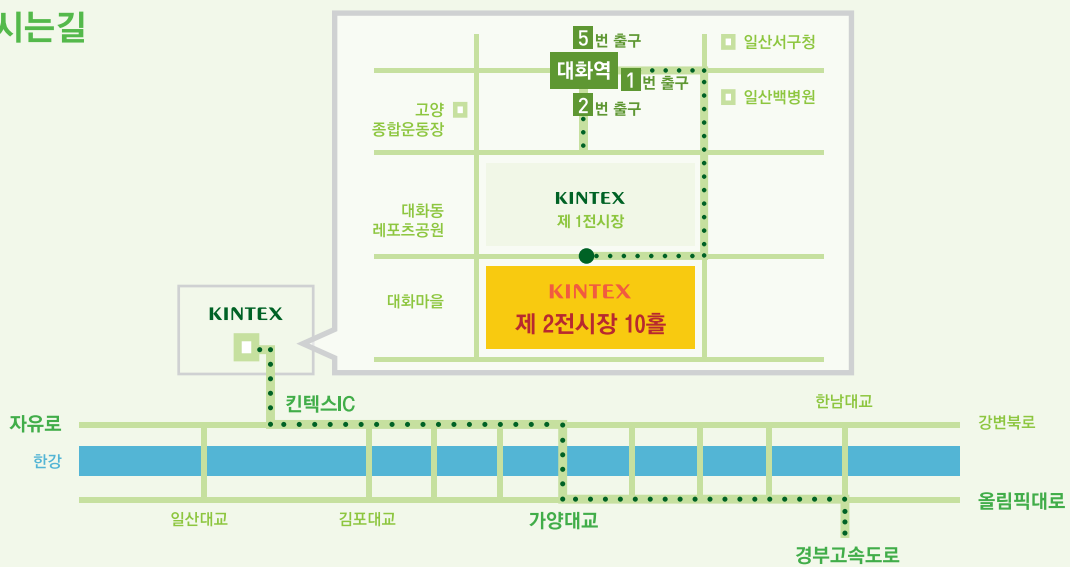 시는길
5번 출구
대화역
1번 출구
2번 출구
일산서구청
일산백병원
고양
종합운동장
KINTEX
제 1전시장
대화동
레포츠공원
대화마을
KINTEX
제 2전시장 10홀
KINTEX
킨텍스IC
한남대교
자유로
강변북로
한강
올림픽대로
일산대교
김포대교
가양대교
경부고속도로